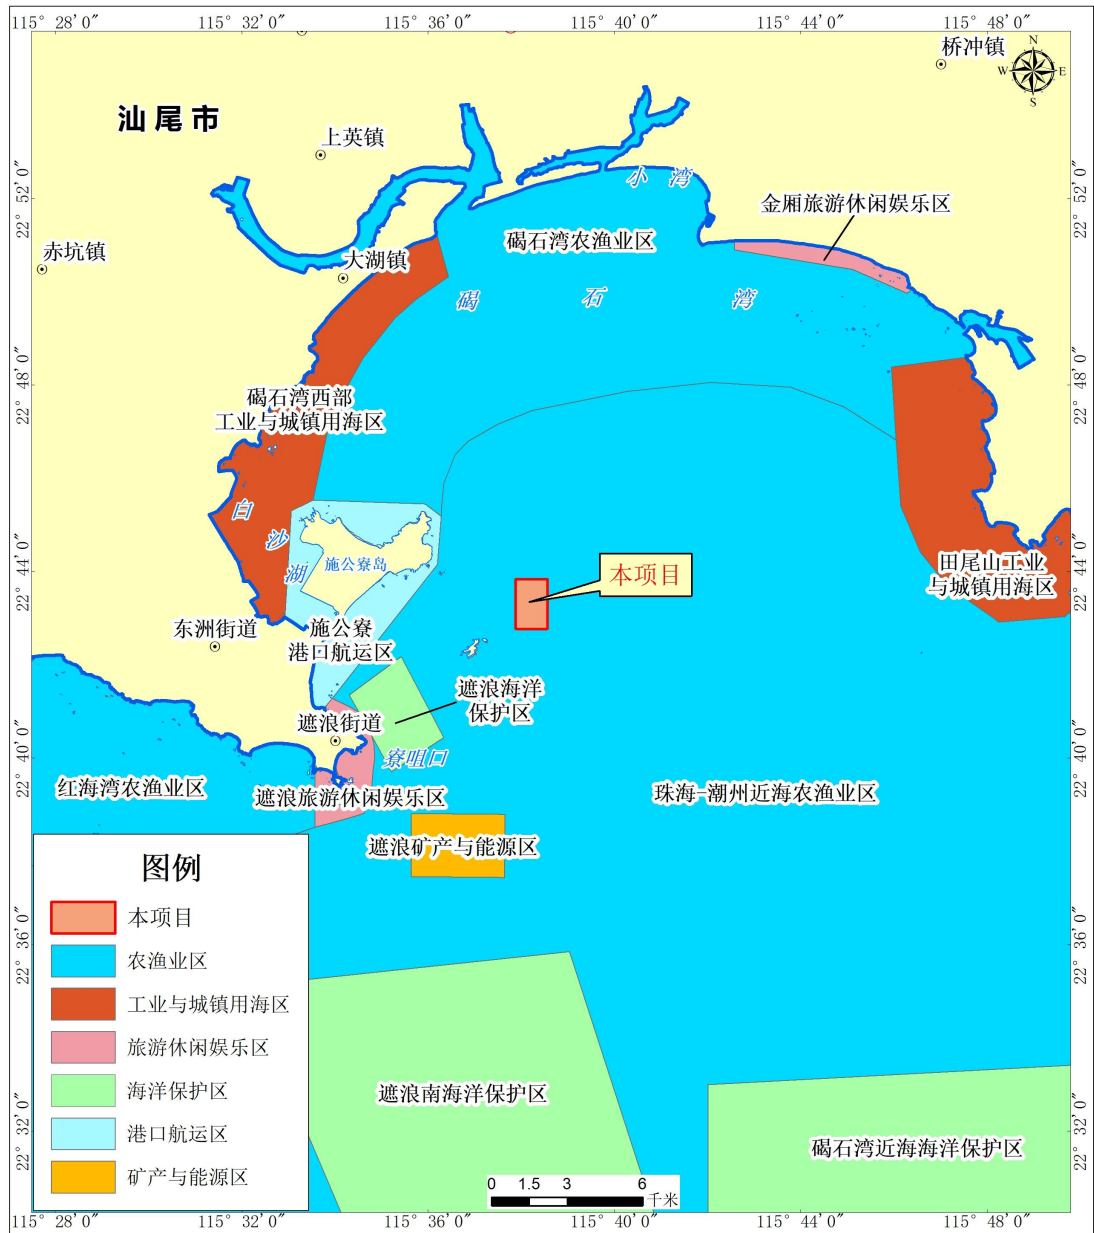 115° 28′ 0″
115° 32′ 0″
115° 36′ 0″
115° 40′ 0″
115° 44′ 0″
115° 48′ 0″
桥冲镇
N
W
E
S
汕尾市
上英镇
小湾
22° 52′ 0″
22° 52′ 0″
金厢旅游休闲娱乐区
碣石湾农渔业区
赤坑镇
大湖镇
碣石湾
22° 48′ 0″
22° 48′ 0″
碣石湾西部
工业与城镇用海区
白沙湖
施公寮岛
22° 44′ 0″
22° 44′ 0″
本项目
田尾山工业
与城镇用海区
东洲街道
施公寮
港口航运区
遮浪海洋
保护区
遮浪街道
寮咀口
22° 40′ 0″
22° 40′ 0″
红海湾农渔业区
遮浪旅游休闲娱乐区
珠海-潮州近海农渔业区
遮浪矿产与能源区
图例
本项目
农渔业区
工业与城镇用海区
旅游休闲娱乐区
海洋保护区
港口航运区
矿产与能源区
22° 36′ 0″
22° 36′ 0″
遮浪南海洋保护区
22° 32′ 0″
22° 32′ 0″
碣石湾近海海洋保护区
0 1.5 3 6
千米
115° 28′ 0″
115° 32′ 0″
115° 36′ 0″
115° 40′ 0″
115° 44′ 0″
115° 48′ 0″